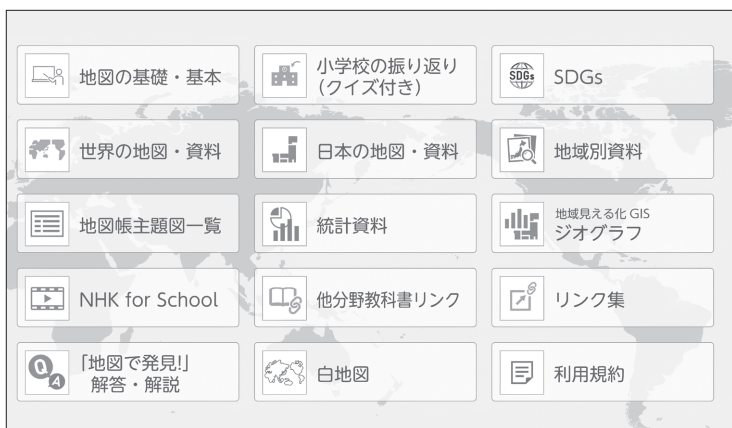 地図の基礎・基本
小学校の振り返り
(クイズ付き)
SDGs
SDGs
世界の地図・資料
日本の地図・資料
地域別資料
地図帳主題図一覧
統計資料
地域見える化 GIS
ジオグラフ
NHK for School
他分野教科書リンク
リンク集
Q
A
「地図で発見!」
解答・解説
白地図
利用規約